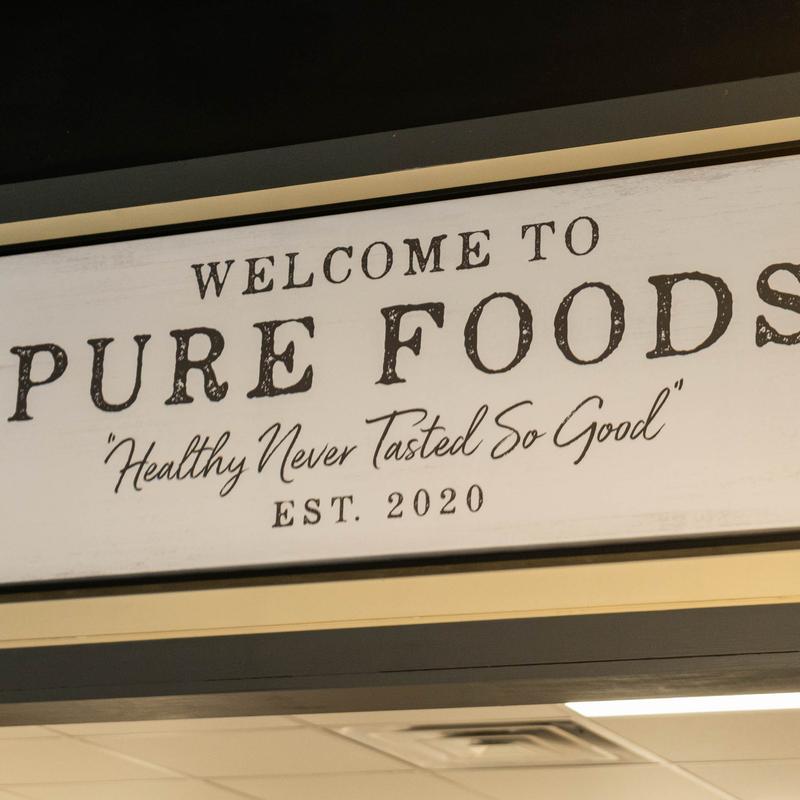 WELCOME TO
PURE FOODS
"Healthy Never Tasted So Good"
EST. 2020